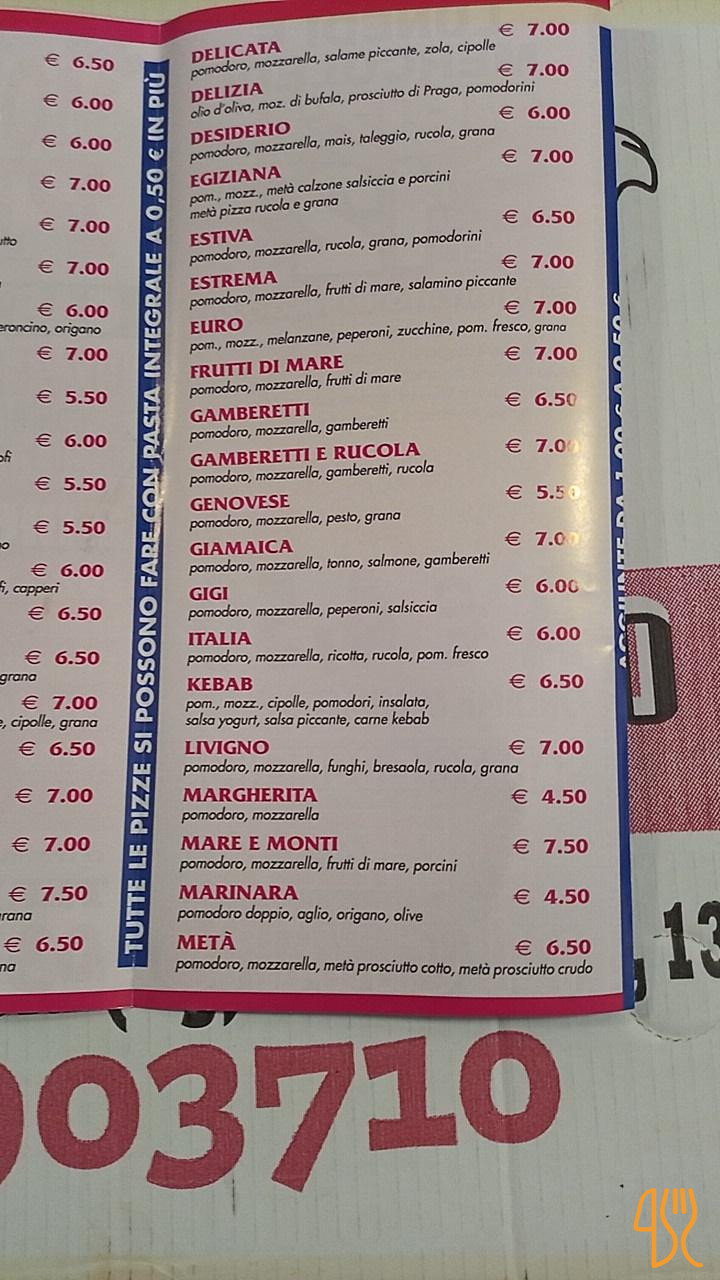 € 6.50
€ 6.00
€ 6.00
€ 7.00
€ 7.00
€ 7.00
€ 6.00
origano
€ 7.00
€ 5.50
€ 6.00
€ 5.50
€ 5.50
€ 6.00
capperi
€ 6.50
€ 6.50
grana
€ 7.00
cipolle, grana
€ 6.50
€ 7.00
€ 7.00
€ 7.50
€ 6.50
TUTTE LE PIZZE SI POSSONO FARE CON PASTA INTEGRALE A 0,50 € IN PIÙ
DELICATA € 7.00
pomodoro, mozzarella, salame piccante, zola, cipolle
DELIZIA € 7.00
olio d'oliva, moz. di bufala, prosciutto di Praga, pomodorini
DESIDERIO € 6.00
pomodoro, mozzarella, mais, taleggio, rucola, grana
EGIZIANA € 7.00
pom., mozz., metà calzone salsiccia e porcini
metà pizza rucola e grana
ESTIVA € 6.50
pomodoro, mozzarella, rucola, grana, pomodorini
ESTREMA € 7.00
pomodoro, mozzarella, frutti di mare, salamino piccante
EURO € 7.00
pom., mozz., melanzane, peperoni, zucchine, pom. fresco, grana
FRUTTI DI MARE € 7.00
pomodoro, mozzarella, frutti di mare
GAMBERETTI € 6.50
pomodoro, mozzarella, gamberetti
GAMBERETTI E RUCOLA € 7.00
pomodoro, mozzarella, gamberetti, rucola
GENOVESE € 5.50
pomodoro, mozzarella, pesto, grana
GIAMAICA € 7.00
pomodoro, mozzarella, tonno, salmone, gamberetti
GIGI € 6.00
pomodoro, mozzarella, peperoni, salsiccia
ITALIA € 6.00
pomodoro, mozzarella, ricotta, rucola, pom. fresco
KEBAB € 6.50
pom., mozz., cipolle, pomodori, insalata,
salsa yogurt, salsa piccante, carne kebab
LIVIGNO € 7.00
pomodoro, mozzarella, funghi, bresaola, rucola, grana
MARGHERITA € 4.50
pomodoro, mozzarella
MARE E MONTI € 7.50
pomodoro, mozzarella, frutti di mare, porcini
MARINARA € 4.50
pomodoro doppio, aglio, origano, olive
METÀ € 6.50
pomodoro, mozzarella, metà prosciutto cotto, metà prosciutto crudo
13
03710